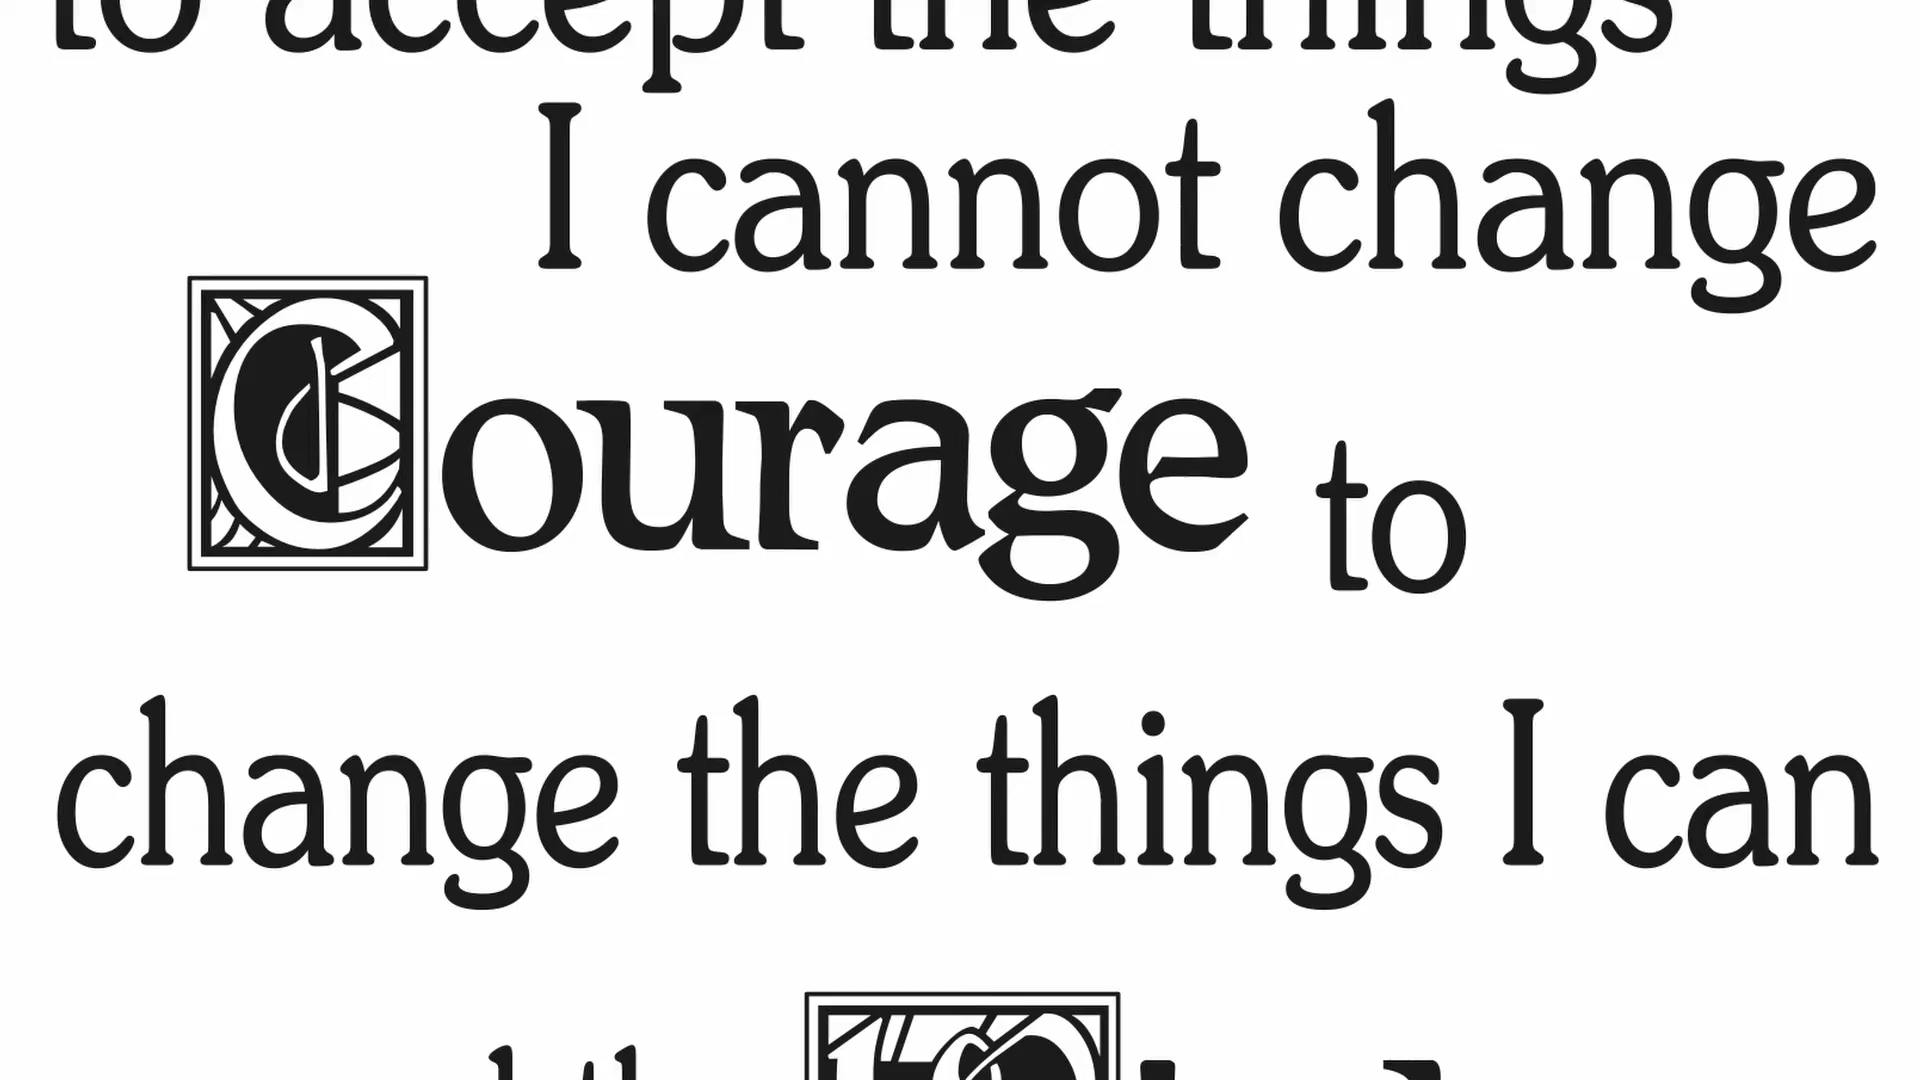 to accept the things
I cannot change
Courage to
change the things I can